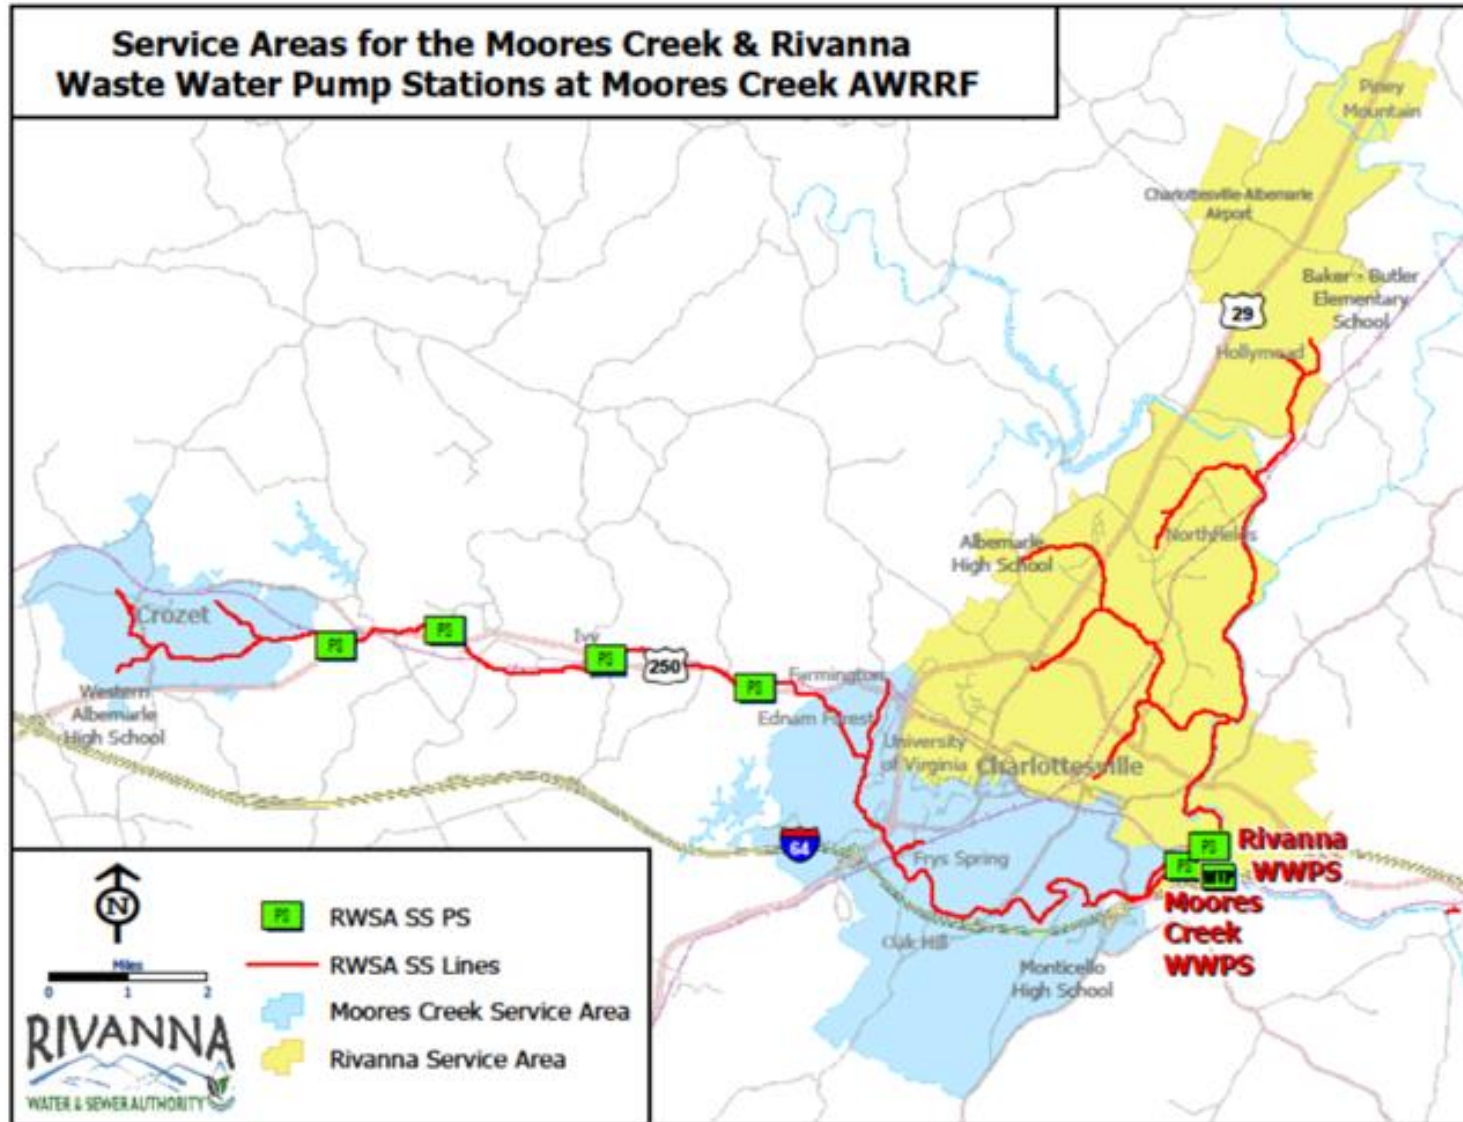 Service Areas for the Moores Creek & Rivanna
Waste Water Pump Stations at Moores Creek AWRRF
Piney
Mountain
Charlottesville-Albemarle
Airport
Baker - Butler
Elementary
School
29
Hollymead
Northfields
Albemarle
High School
Crozet
PS
PS
Ivy
PS
250
PS
Farmington
Western
Albemarle
High School
Ednam Forest
University
of Virginia
Charlottesville
64
Frys Spring
PS
Rivanna
WWPS
PS
WTP
Moores
Creek
WWPS
Oak Hill
Monticello
High School
N
Miles
0 1 2
PS
RWSA SS PS
RWSA SS Lines
Moores Creek Service Area
Rivanna Service Area
RIVANNA
WATER & SEWER AUTHORITY